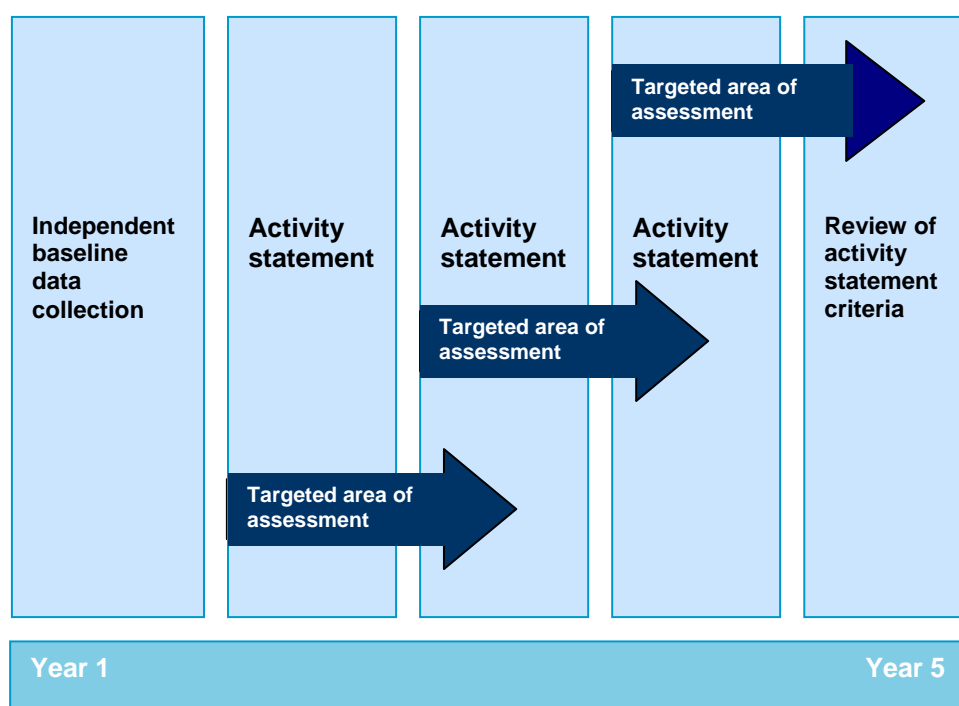 Targeted area of
assessment
Independent
baseline
data
collection
Activity
statement
Activity
statement
Activity
statement
Review of
activity
statement
criteria
Targeted area of
assessment
Targeted area of
assessment
Year 1
Year 5